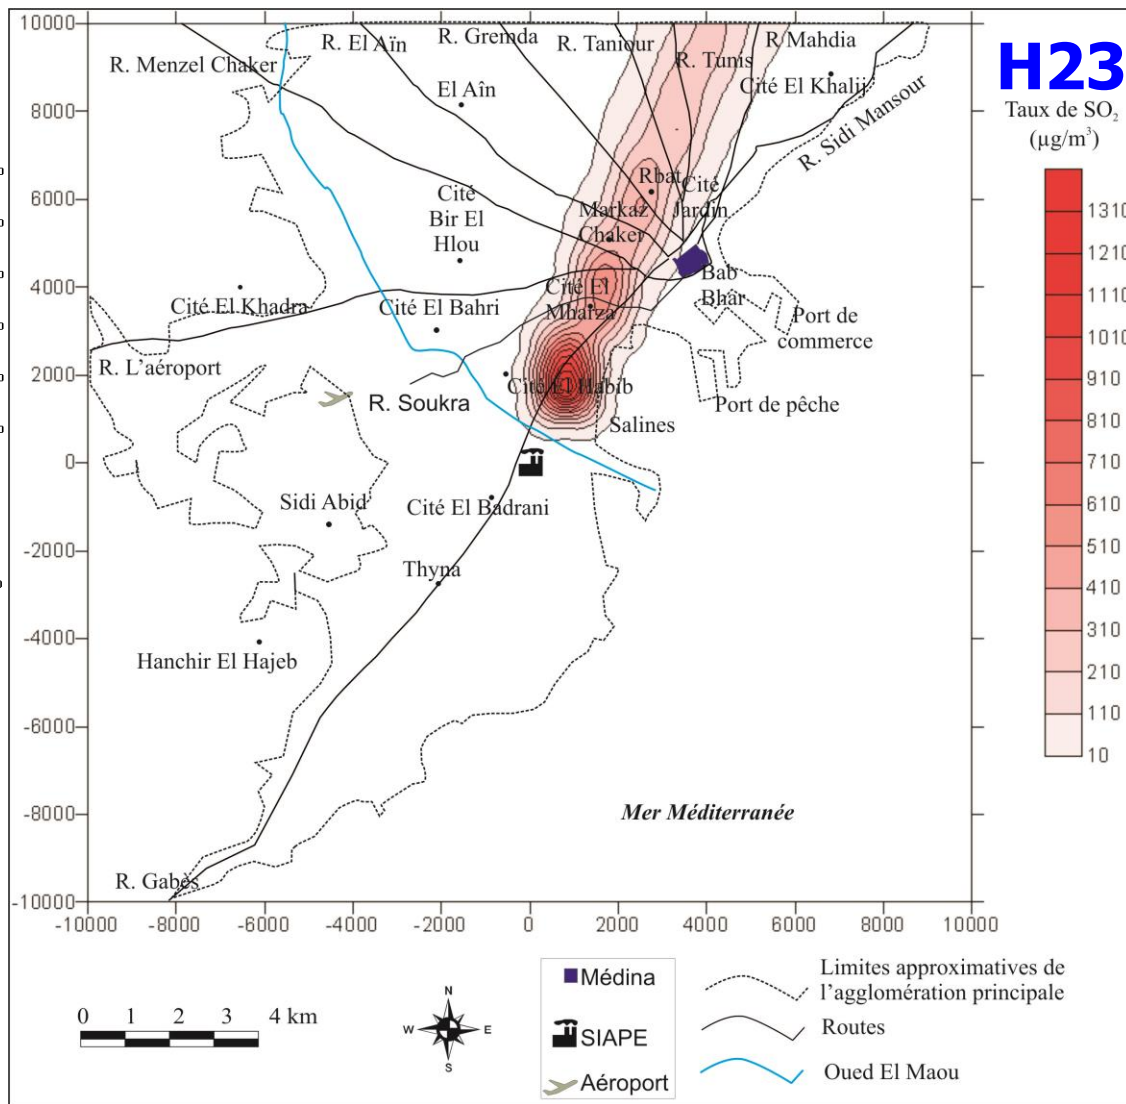 H23
Taux de SO₂
(µg/m³)
1310
1210
1110
1010
910
810
710
610
510
410
310
210
110
10
10000
8000
6000
4000
2000
0
-2000
-4000
-6000
-8000
-10000
-10000
-8000
-6000
-4000
-2000
0
2000
4000
6000
8000
10000
R. Menzel Chaker
R. El Aïn
R. Gremda
R. Taniour
R. Tunis
R Mahdia
Cité El Khalij
R. Sidi Mansour
El Aîn
Rbat
Cité
Jardin
Cité
Bir El
Hlou
Markaz
Chaker
Bab
Bhar
Cité El Khadra
Cité El Bahri
Cité El
Mharza
Port de
commerce
R. L'aéroport
R. Soukra
Cité El Habib
Port de pêche
Salines
Sidi Abid
Cité El Badrani
Thyna
Hanchir El Hajeb
Mer Méditerranée
R. Gabès
0 1 2 3 4 km
N
W
E
S
Médina
SIAPE
Aéroport
Limites approximatives de
l'agglomération principale
Routes
Oued El Maou